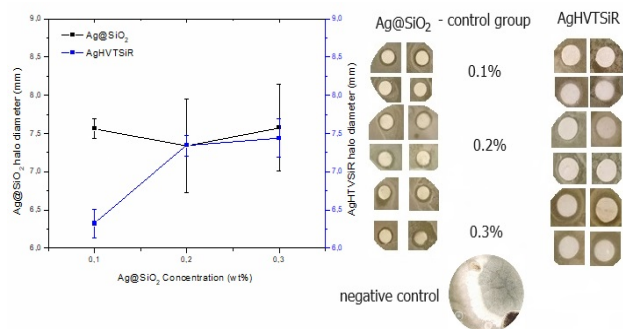 9,0
8,5
8,0
7,5
7,0
6,5
6,0
Ag@SiO2 halo diameter (mm)
Ag@SiO2
AgHVTSiR
9,0
8,5
8,0
7,5
7,0
6,5
6,0
AgHTVSiR halo diameter (mm)
0,1
0,2
0,3
Ag@SiO2 Concentration (wt%)
Ag@SiO2 - control group
AgHVTSiR
0.1%
0.2%
0.3%
negative control